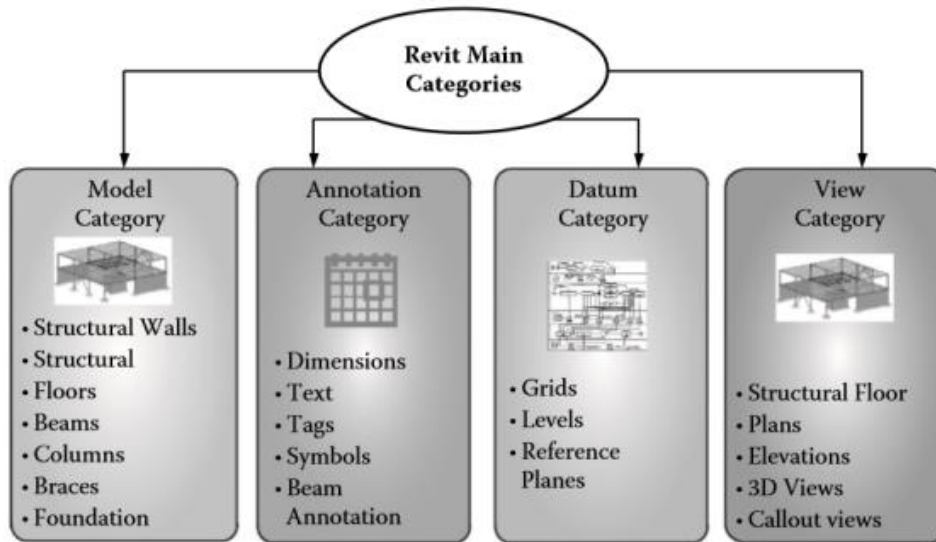 Revit Main
Categories
Model
Category
• Structural Walls
• Structural
• Floors
• Beams
• Columns
• Braces
• Foundation
Annotation
Category
• Dimensions
• Text
• Tags
• Symbols
• Beam
Annotation
Datum
Category
• Grids
• Levels
• Reference
Planes
View
Category
• Structural Floor
• Plans
• Elevations
• 3D Views
• Callout views